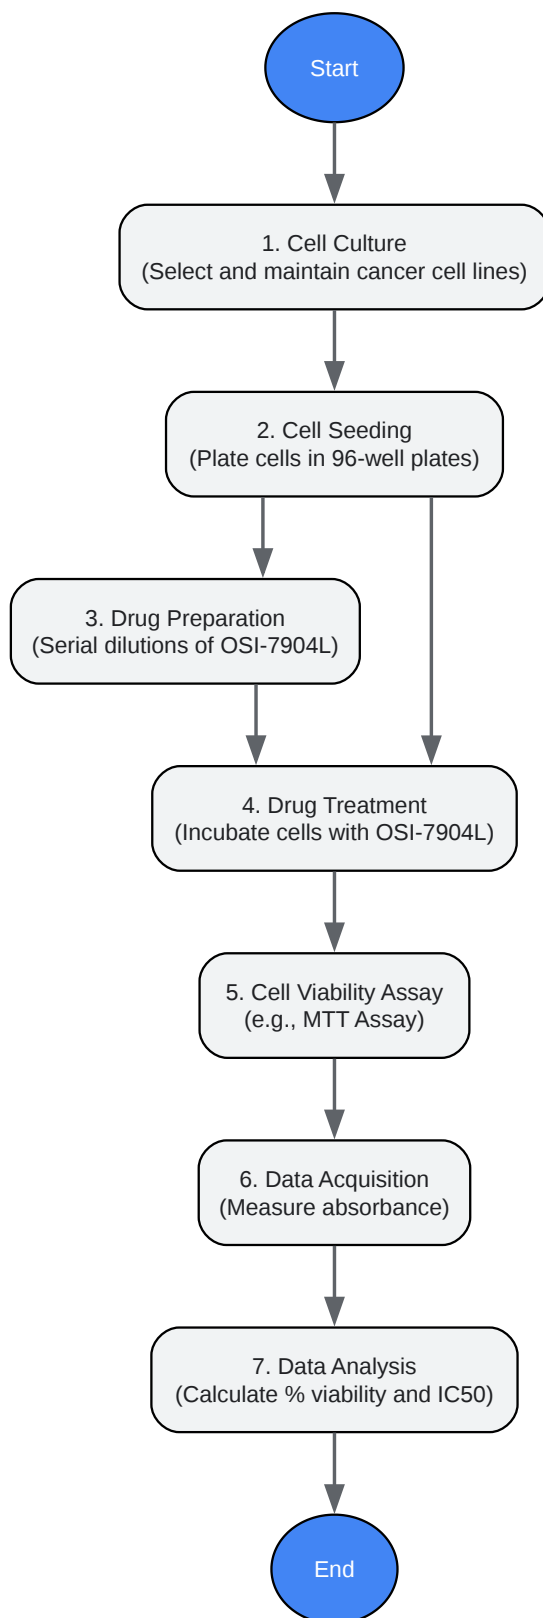 Start
1. Cell Culture
(Select and maintain cancer cell lines)
2. Cell Seeding
(Plate cells in 96-well plates)
3. Drug Preparation
(Serial dilutions of OSI-7904L)
4. Drug Treatment
(Incubate cells with OSI-7904L)
5. Cell Viability Assay
(e.g., MTT Assay)
6. Data Acquisition
(Measure absorbance)
7. Data Analysis
(Calculate % viability and IC50)
End